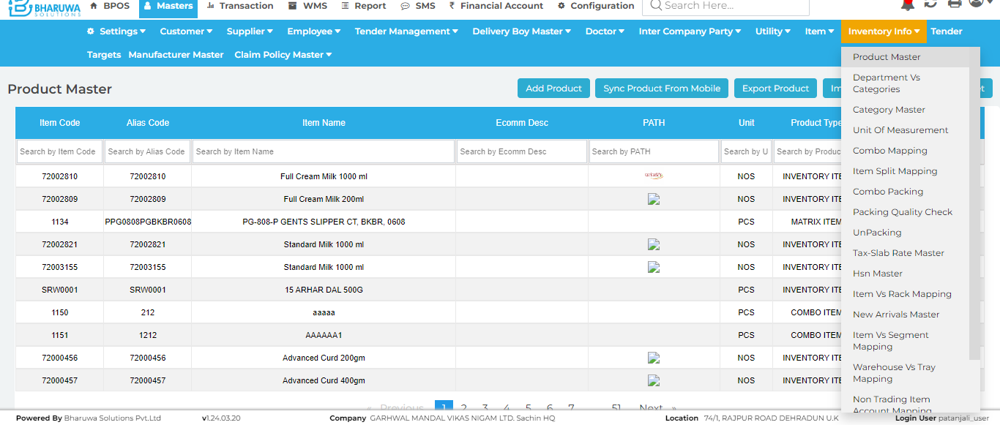 BHARUWA
SOLUTIONS
BPOS Masters Transaction WMS Report SMS ₹ Financial Account Configuration Search Here...
Settings Customer Supplier Employee Tender Management Delivery Boy Master Doctor Inter Company Party Utility Item Inventory Info Tender
Targets Manufacturer Master Claim Policy Master
Product Master
Add Product Sync Product From Mobile Export Product Im
Item Code Alias Code Item Name Ecomm Desc PATH Unit Product Type
Search by Item Code Search by Alias Code Search by Item Name Search by Ecomm Desc Search by PATH Search by U Search by Produc
72002810 72002810 Full Cream Milk 1000 ml NOS INVENTORY ITE
72002809 72002809 Full Cream Milk 200ml NOS INVENTORY ITE
1134 PPG0808PGBKBR0608 PG-808-P GENTS SLIPPER CT, BKBR, 0608 PCS MATRIX ITEM
72002821 72002821 Standard Milk 1000 ml NOS INVENTORY ITE
72003155 72003155 Standard Milk 1000 ml NOS INVENTORY ITE
SRW0001 SRW0001 15 ARHAR DAL 500G PCS INVENTORY ITE
1150 212 aaaaa PCS COMBO ITEM
1151 1212 AAAAAA1 PCS COMBO ITEM
72000456 72000456 Advanced Curd 200gm NOS INVENTORY ITE
72000457 72000457 Advanced Curd 400gm NOS INVENTORY ITE
« Previous 1 2 3 4 5 6 7 51 Next »
Product Master
Department Vs
Categories
Category Master
Unit Of Measurement
Combo Mapping
Item Split Mapping
Combo Packing
Packing Quality Check
UnPacking
Tax-Slab Rate Master
Hsn Master
Item Vs Rack Mapping
New Arrivals Master
Item Vs Segment
Mapping
Warehouse Vs Tray
Mapping
Non Trading Item
Account Mapping
Powered By Bharuwa Solutions Pvt.Ltd v1.24.03.20 Company GARHWAL MANDAL VIKAS NIGAM LTD. Sachin HQ Location 74/1, RAJPUR ROAD DEHRADUN U.K Login User patanjali_user